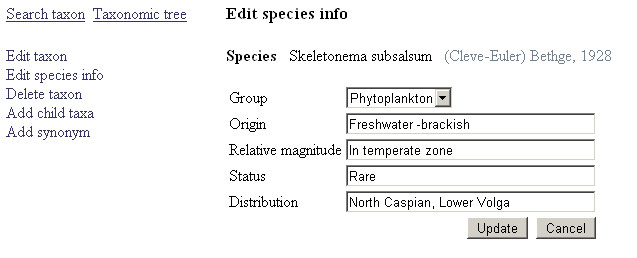 Search taxon Taxonomic tree
Edit taxon
Edit species info
Delete taxon
Add child taxa
Add synonym
Edit species info
Species Skeletonema subsalsum (Cleve-Euler) Bethge, 1928
Group Phytoplankton
Origin Freshwater -brackish
Relative magnitude In temperate zone
Status Rare
Distribution North Caspian, Lower Volga
Update Cancel